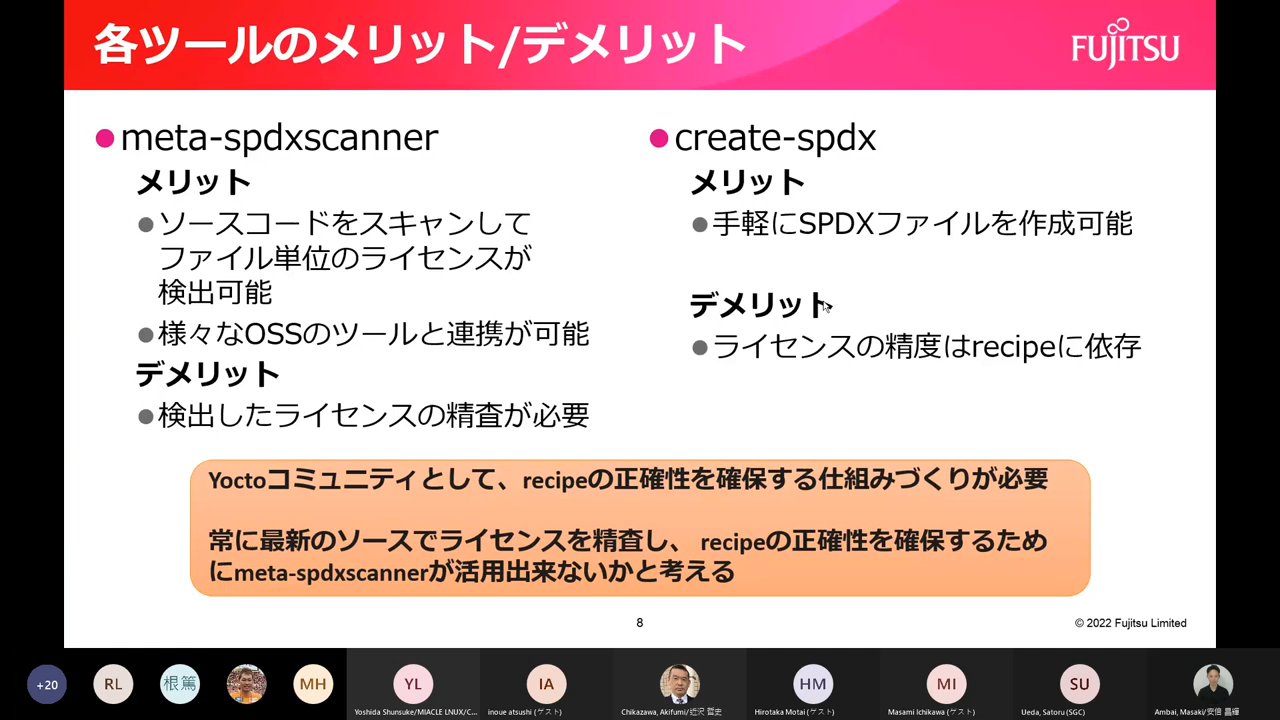 各ツールのメリット/デメリット
FUJITSU
meta-spdxscanner
メリット
ソースコードをスキャンして
ファイル単位のライセンスが
検出可能
様々なOSSのツールと連携が可能
デメリット
検出したライセンスの精査が必要
create-spdx
メリット
手軽にSPDXファイルを作成可能
デメリット
ライセンスの精度はrecipeに依存
Yoctoコミュニティとして、recipeの正確性を確保する仕組みづくりが必要
常に最新のソースでライセンスを精査し、recipeの正確性を確保するため
にmeta-spdxscannerが活用出来ないかと考える
8
© 2022 Fujitsu Limited
+20
RL
根篤
MH
YL
IA
HM
MI
SU
Yoshida Shunsuke/MIACLE LNUX/C...
inoue atsushi (ゲスト)
Chikazawa, Akifumi/近沢 哲史
Hirotaka Motai (ゲスト)
Masami Ichikawa (ゲスト)
Ueda, Satoru (SGC)
Ambai, Masaki/安倍 昌輝